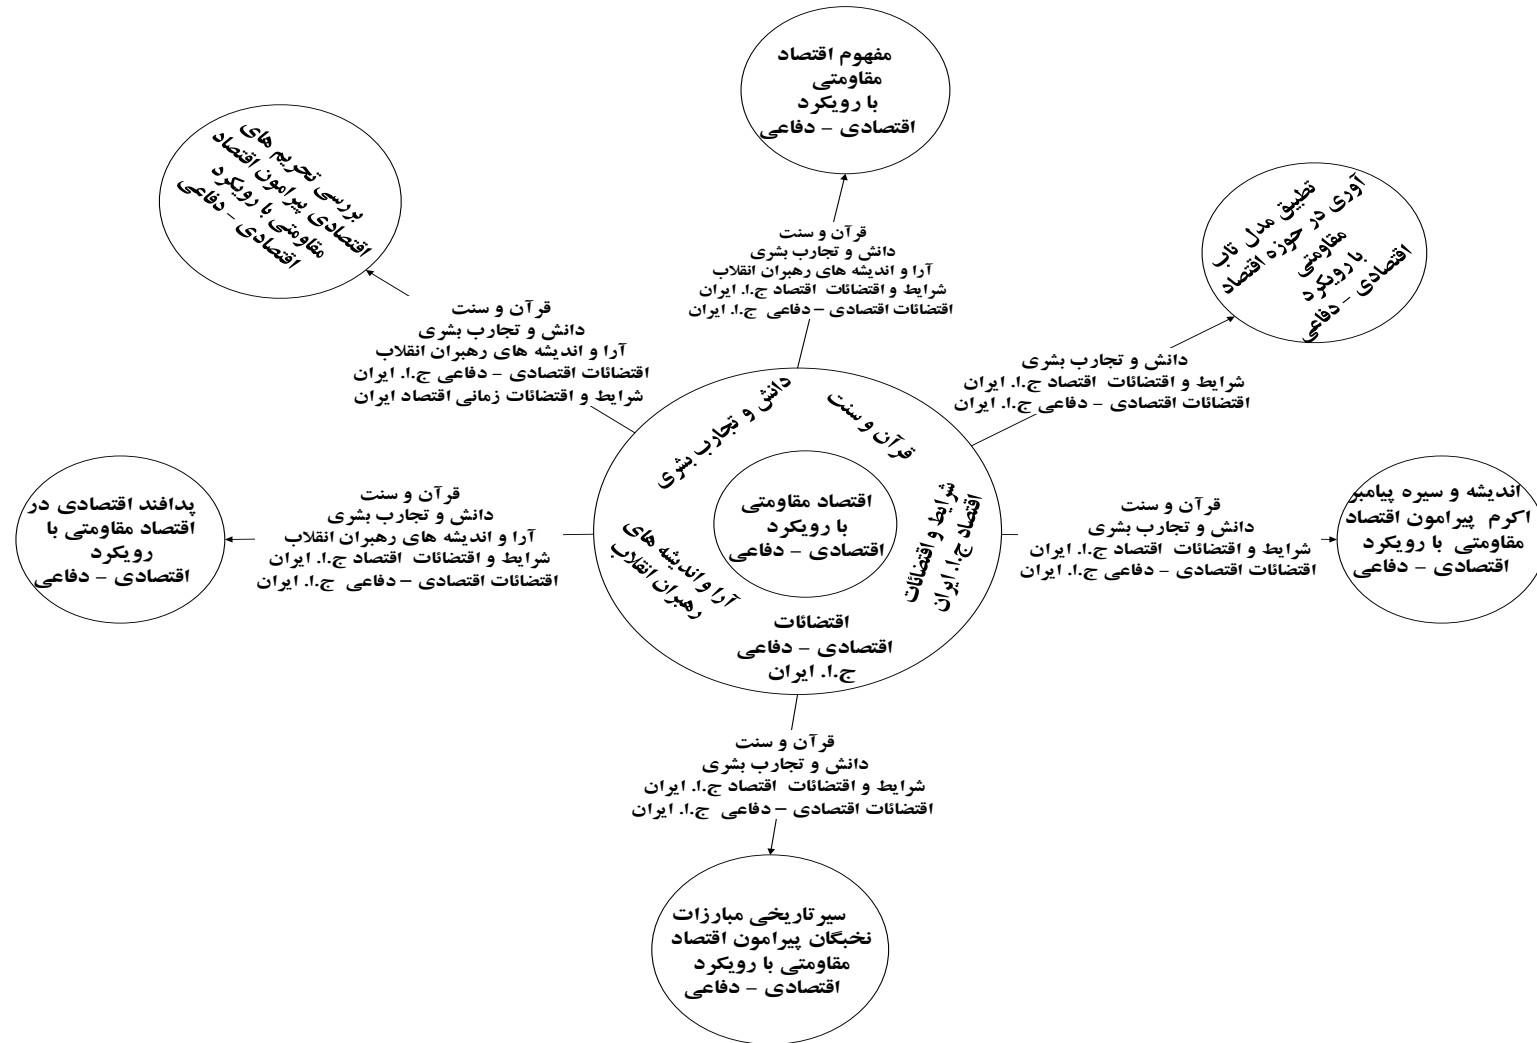 مفهوم اقتصاد
مقاومتی
با رویکرد
اقتصادی – دفاعی
قرآن و سنت
دانش و تجارب بشری
آرا و اندیشه های رهبران انقلاب
شرایط و اقتضائات اقتصاد ج.ا. ایران
اقتضائات اقتصادی – دفاعی ج.ا. ایران
تطبیق مدل تاب
آوری در حوزه اقتصاد
مقاومتی
با رویکرد
اقتصادی – دفاعی
دانش و تجارب بشری
شرایط و اقتضائات اقتصاد ج.ا. ایران
اقتضائات اقتصادی – دفاعی ج.ا. ایران
بررسی تحریم های
اقتصادی پیرامون اقتصاد
مقاومتی با رویکرد
اقتصادی – دفاعی
قرآن و سنت
دانش و تجارب بشری
آرا و اندیشه های رهبران انقلاب
اقتضائات اقتصادی – دفاعی ج.ا. ایران
شرایط و اقتضائات زمانی اقتصاد ایران
اندیشه و سیره پیامبر
اکرم پیرامون اقتصاد
مقاومتی با رویکرد
اقتصادی – دفاعی
قرآن و سنت
دانش و تجارب بشری
شرایط و اقتضائات اقتصاد ج.ا. ایران
اقتضائات اقتصادی – دفاعی ج.ا. ایران
قرآن و سنت
دانش و تجارب بشری
شرایط و اقتضائات
اقتصاد ج.ا. ایران
اقتصاد مقاومتی
با رویکرد
اقتصادی – دفاعی
آرا و اندیشه های
رهبران انقلاب
اقتضائات
اقتصادی – دفاعی
ج.ا. ایران
قرآن و سنت
دانش و تجارب بشری
آرا و اندیشه های رهبران انقلاب
شرایط و اقتضائات اقتصاد ج.ا. ایران
اقتضائات اقتصادی – دفاعی ج.ا. ایران
پدافند اقتصادی در
اقتصاد مقاومتی با
رویکرد
اقتصادی – دفاعی
قرآن و سنت
دانش و تجارب بشری
شرایط و اقتضائات اقتصاد ج.ا. ایران
اقتضائات اقتصادی – دفاعی ج.ا. ایران
سیر تاریخی مبارزات
نخبگان پیرامون اقتصاد
مقاومتی با رویکرد
اقتصادی – دفاعی